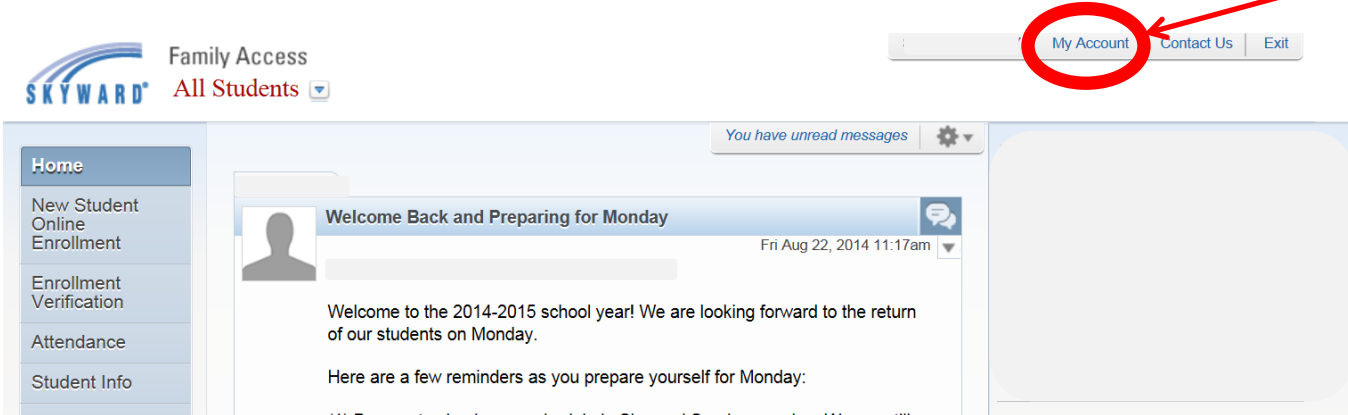 My Account
Contact Us
Exit
Family Access
SKYWARD®
All Students
You have unread messages
Home
New Student
Online
Enrollment
Enrollment
Verification
Attendance
Student Info
Welcome Back and Preparing for Monday
Fri Aug 22, 2014 11:17am
Welcome to the 2014-2015 school year! We are looking forward to the return
of our students on Monday.
Here are a few reminders as you prepare yourself for Monday: